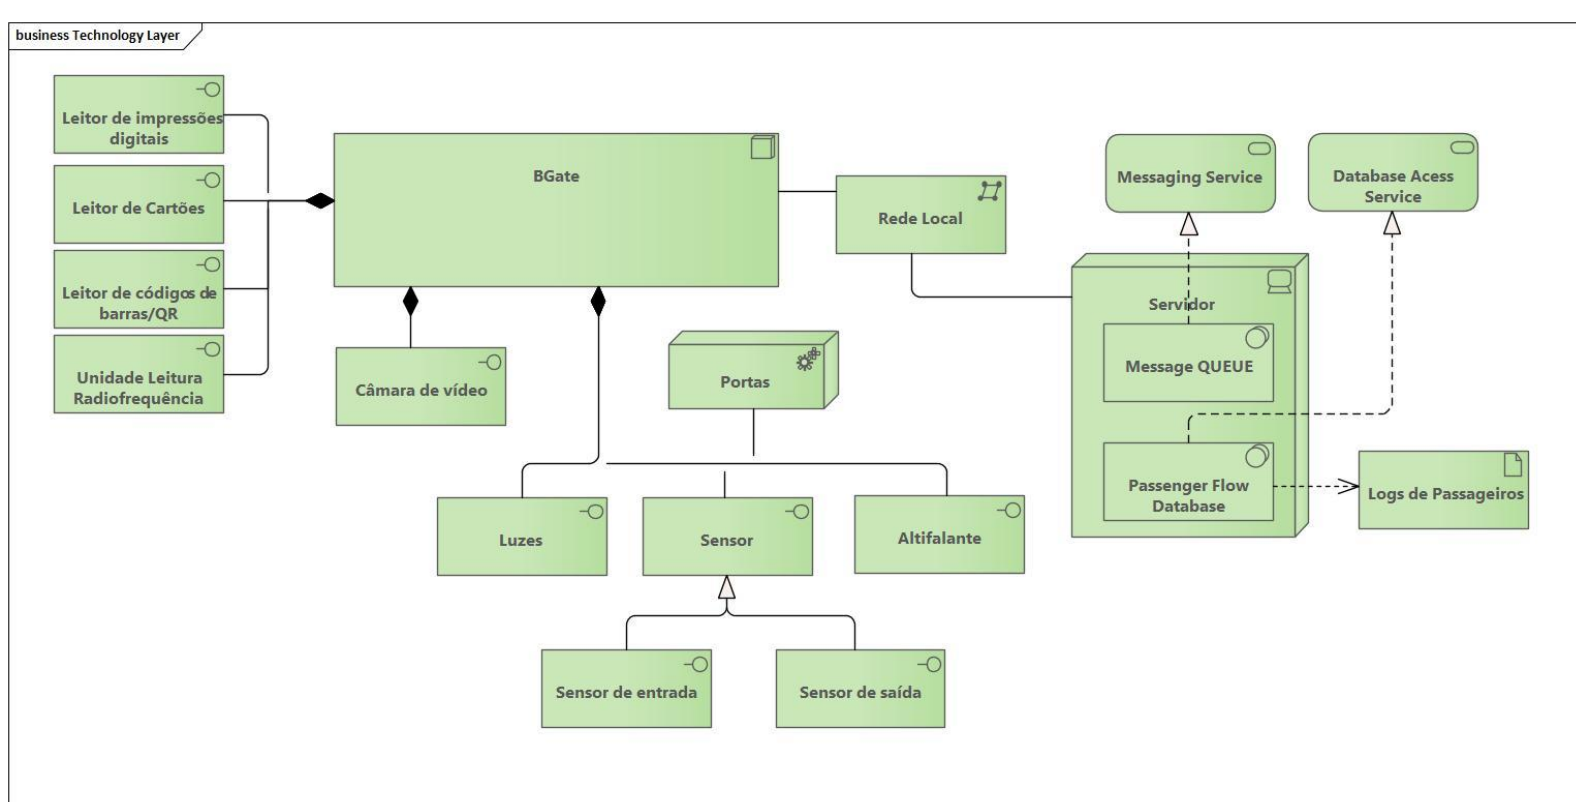 business Technology Layer
Leitor de impressões
digitais
Leitor de Cartões
Leitor de códigos de
barras/QR
Unidade Leitura
Radiofrequência
BGate
Câmara de vídeo
Rede Local
Portas
Luzes
Sensor
Altifalante
Sensor de entrada
Sensor de saída
Messaging Service
Database Acess
Service
Servidor
Message QUEUE
Passenger Flow
Database
Logs de Passageiros